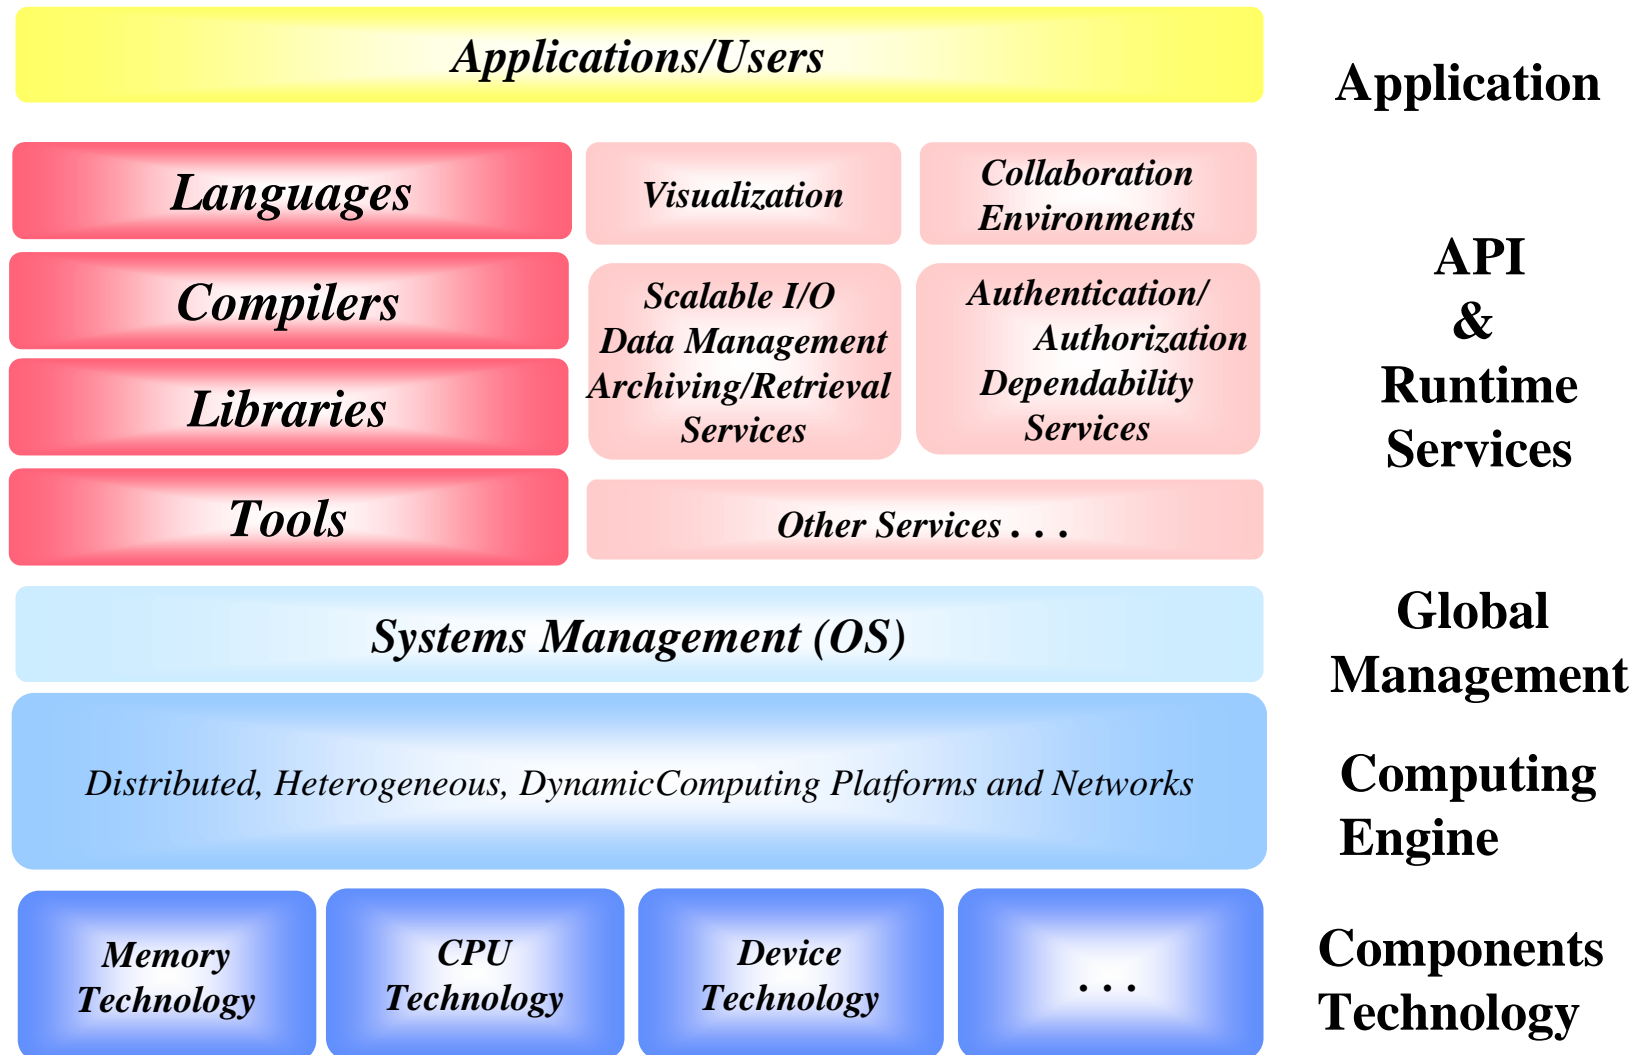 Applications/Users
Application
Languages
Visualization
Collaboration
Environments
Compilers
Scalable I/O
Data Management
Archiving/Retrieval
Services
Authentication/
Authorization
Dependability
Services
Libraries
Tools
Other Services . . .
API
&
Runtime
Services
Systems Management (OS)
Global
Management
Distributed, Heterogeneous, DynamicComputing Platforms and Networks
Computing
Engine
Memory
Technology
CPU
Technology
Device
Technology
. . .
Components
Technology